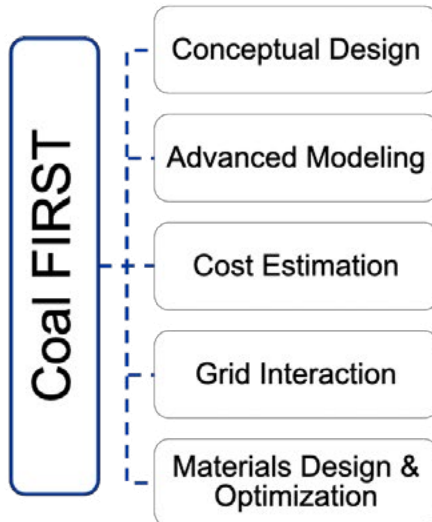 Coal FIRST
Conceptual Design
Advanced Modeling
Cost Estimation
Grid Interaction
Materials Design &
Optimization